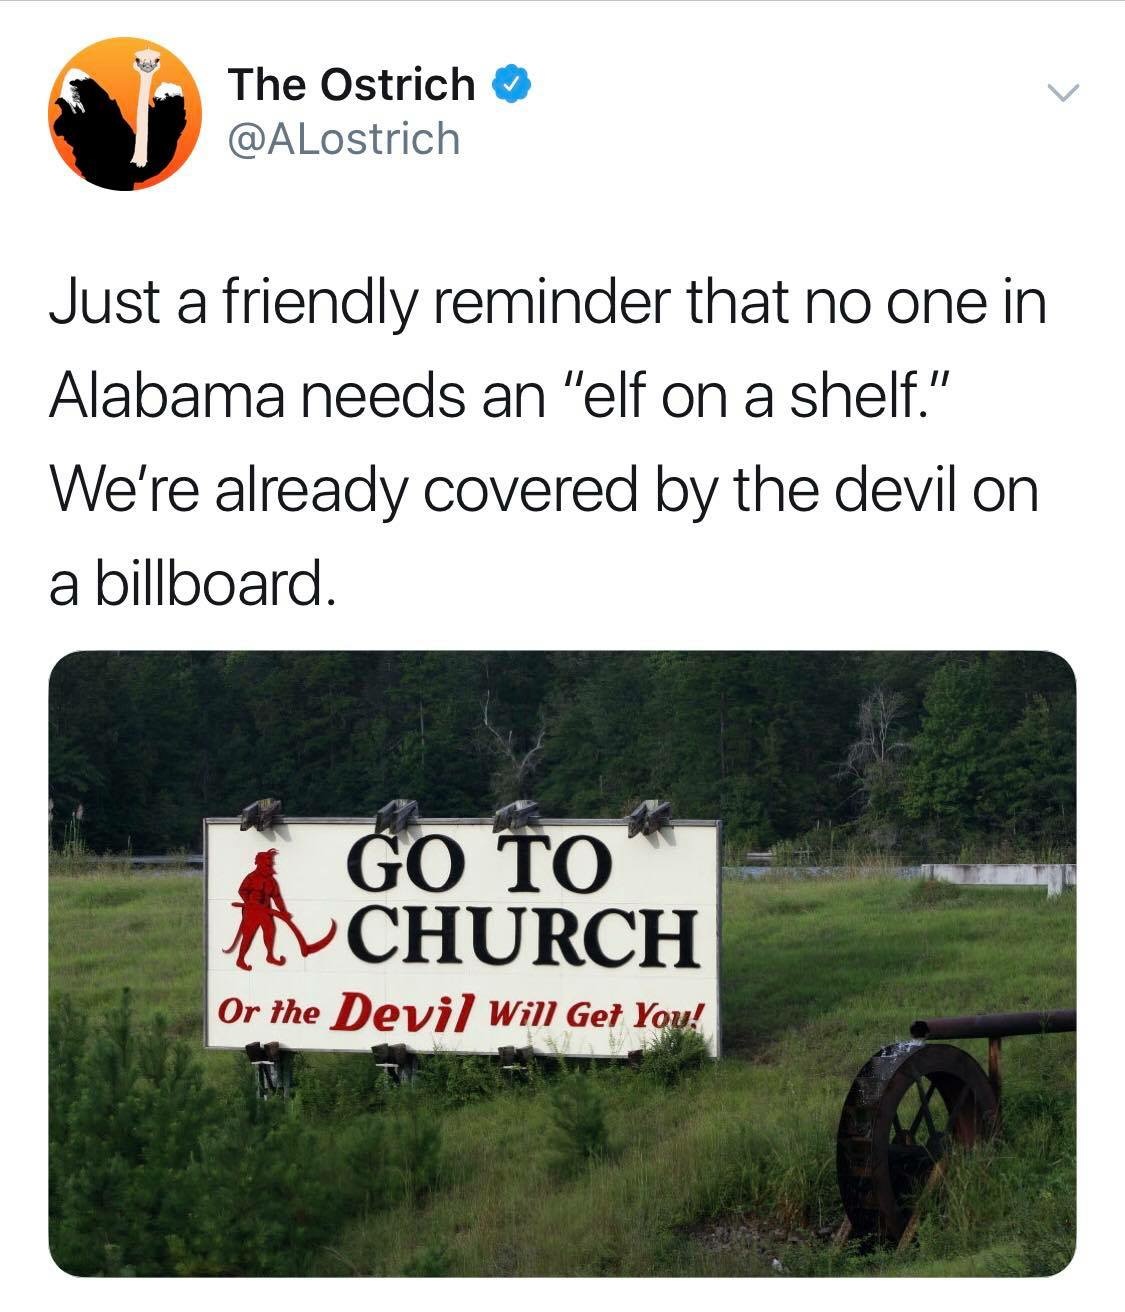 The Ostrich
@ALostrich
Just a friendly reminder that no one in
Alabama needs an “elf on a shelf.”
We’re already covered by the devil on
a billboard.
GO TO
CHURCH
Or the Devil Will Get You!